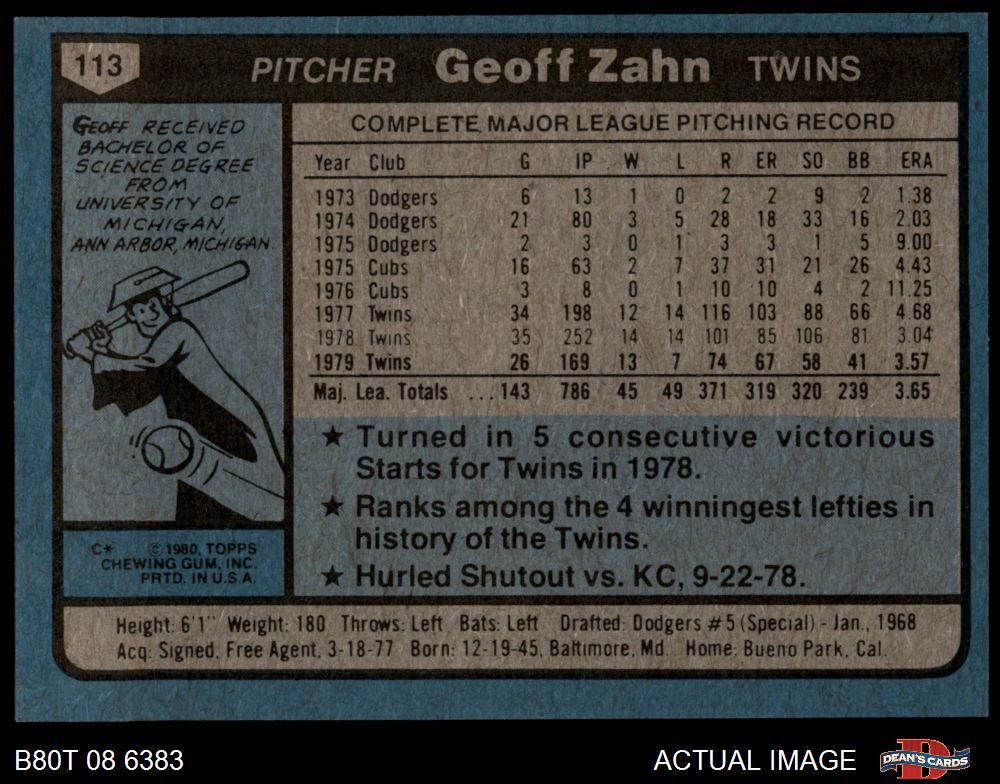 113 PITCHER Geoff Zahn TWINS
GEOFF RECEIVED
BACHELOR OF
SCIENCE DEGREE
FROM
UNIVERSITY OF
MICHIGAN,
ANN ARBOR, MICHIGAN
COMPLETE MAJOR LEAGUE PITCHING RECORD
Year Club G IP W L R ER SO BB ERA
1973 Dodgers 6 13 1 0 2 2 9 2 1.38
1974 Dodgers 21 80 3 5 28 18 33 16 2.03
1975 Dodgers 2 3 0 1 3 3 1 5 9.00
1975 Cubs 16 63 2 7 37 31 21 26 4.43
1976 Cubs 3 8 0 1 10 10 4 2 11.25
1977 Twins 34 198 12 14 116 103 88 66 4.68
1978 Twins 35 252 14 14 101 85 106 81 3.04
1979 Twins 26 169 13 7 74 67 58 41 3.57
Maj. Lea. Totals ...143 786 45 49 371 319 320 239 3.65
★ Turned in 5 consecutive victorious
Starts for Twins in 1978.
★ Ranks among the 4 winningest lefties in
history of the Twins.
★ Hurled Shutout vs. KC, 9-22-78.
C* © 1980, TOPPS
CHEWING GUM, INC.
PRTD. IN U.S.A.
Height: 6'1" Weight: 180 Throws: Left Bats: Left Drafted: Dodgers #5 (Special) - Jan., 1968
Acq: Signed, Free Agent, 3-18-77 Born: 12-19-45, Baltimore, Md. Home: Bueno Park, Cal.
B80T 08 6383 ACTUAL IMAGE DEAN'S CARDS